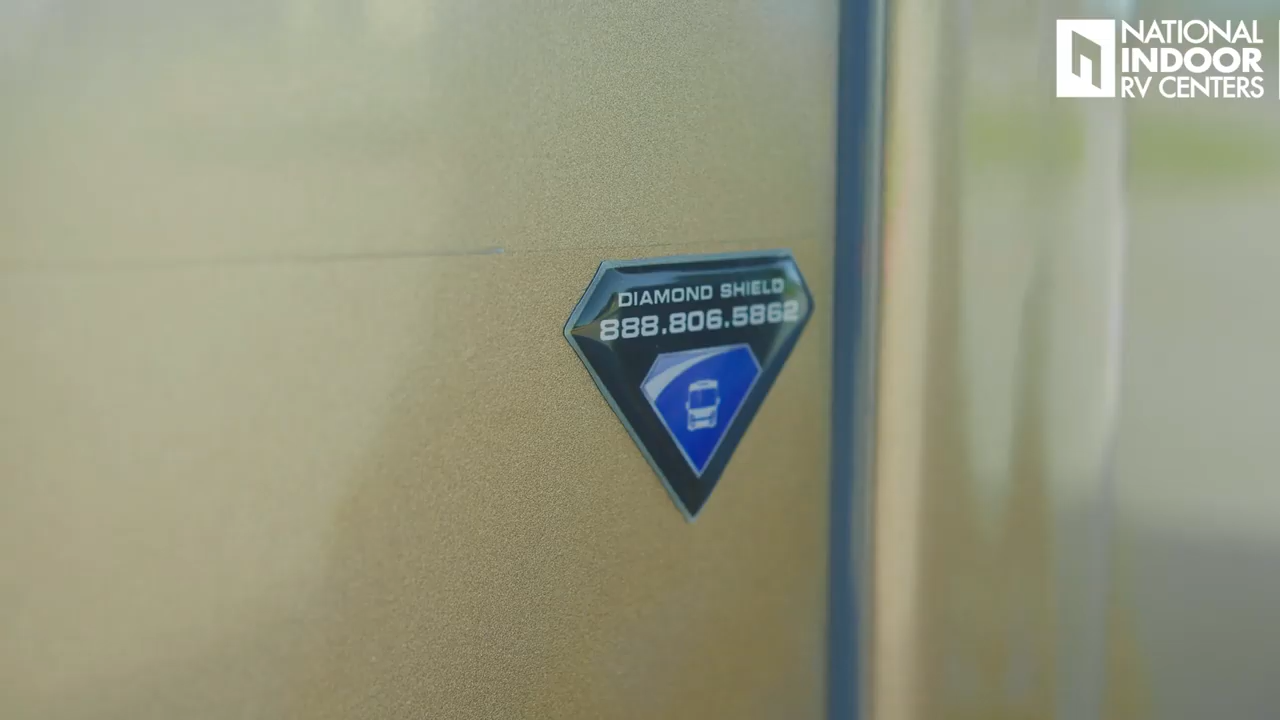 NATIONAL
INDOOR
RV CENTERS
DIAMOND SHIELD
888.806.5862